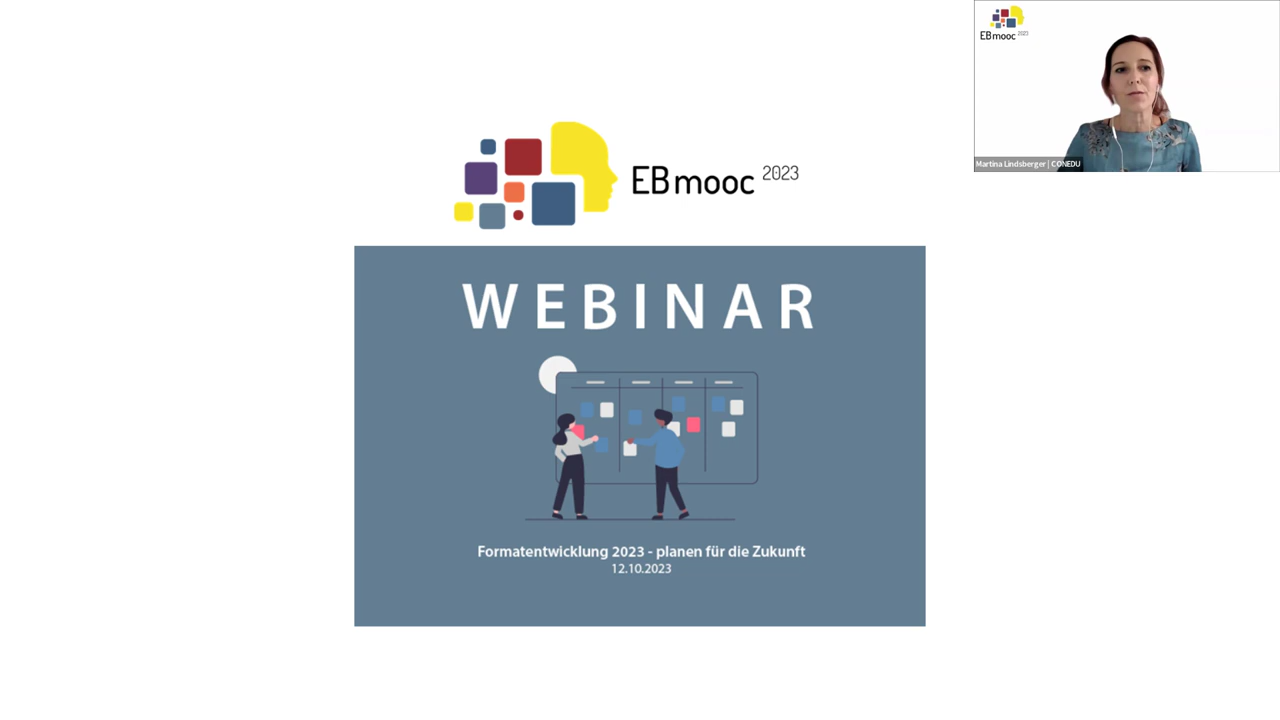 EBmooc 2023
WEBINAR
Formatentwicklung 2023 - planen für die Zukunft
12.10.2023
EBmooc 2023
Martina Lindsberger | CONEDU